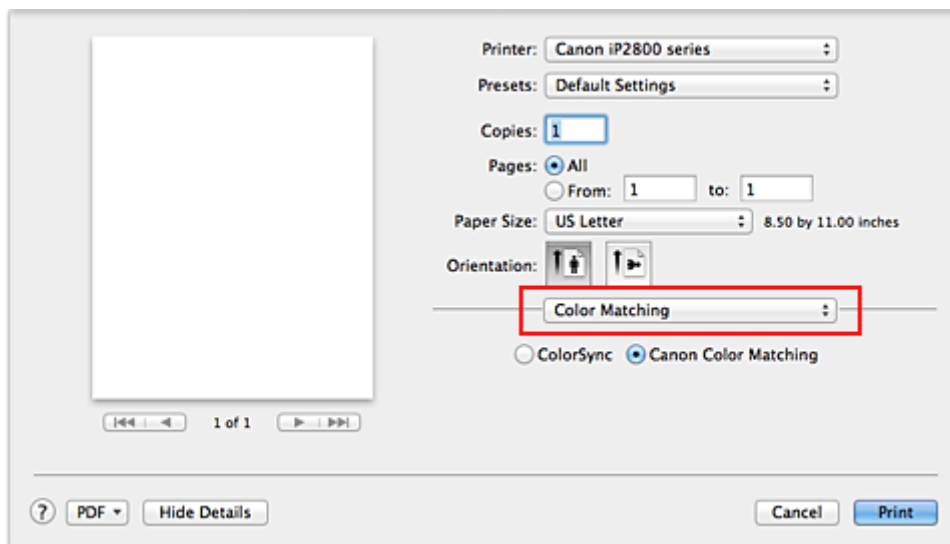 Printer: Canon iP2800 series
Presets: Default Settings
Copies: 1
Pages: All
From: 1 to: 1
Paper Size: US Letter 8.50 by 11.00 inches
Orientation:
Color Matching
ColorSync Canon Color Matching
1 of 1
? PDF Hide Details Cancel Print